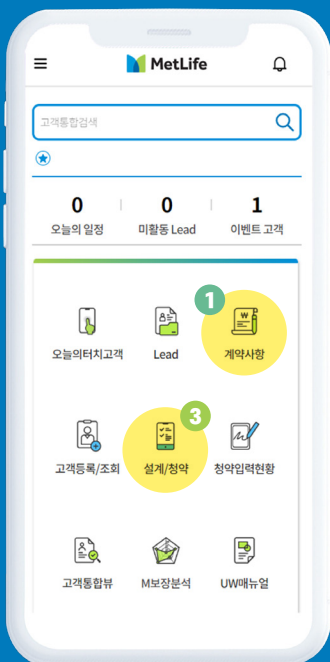 MetLife
고객통합검색
0 0 1
오늘의 일정 미활동 Lead 이벤트 고객
1
오늘의터치고객 Lead 계약사항
3
고객등록/조회 설계/청약 청약입력현황
고객통합뷰 M보장분석 UW매뉴얼